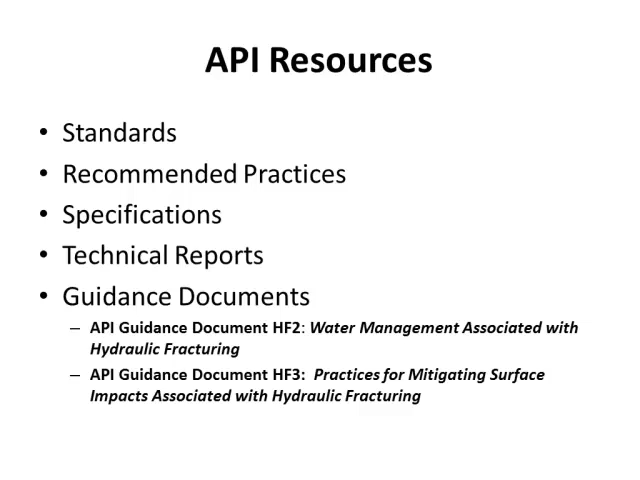 API Resources
• Standards
• Recommended Practices
• Specifications
• Technical Reports
• Guidance Documents
– API Guidance Document HF2: Water Management Associated with
Hydraulic Fracturing
– API Guidance Document HF3: Practices for Mitigating Surface
Impacts Associated with Hydraulic Fracturing